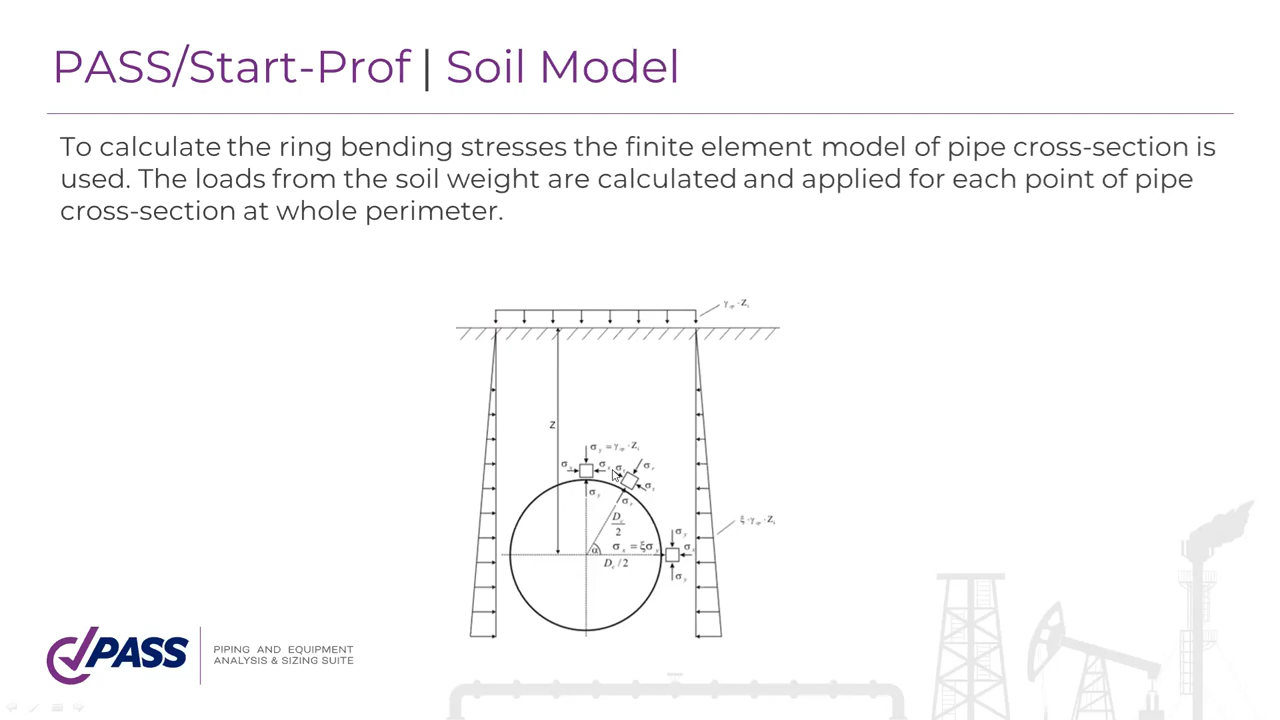 PASS/Start-Prof | Soil Model
To calculate the ring bending stresses the finite element model of pipe cross-section is
used. The loads from the soil weight are calculated and applied for each point of pipe
cross-section at whole perimeter.
Z
α
D
2
σ = ξσ
D /2
σ
σ
PASS
PIPING AND EQUIPMENT
ANALYSIS & SIZING SUITE